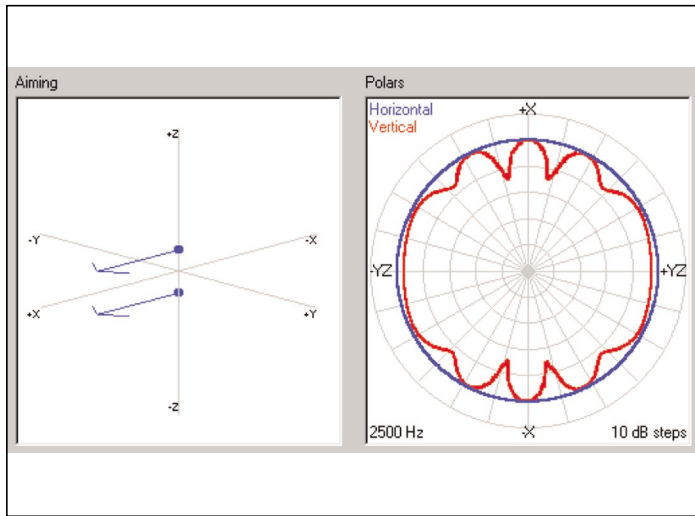 Aiming
+Z
-Y
-X
+X
+Y
-Z
Polars
Horizontal
Vertical
+X
-YZ
+YZ
-X
2500 Hz
10 dB steps